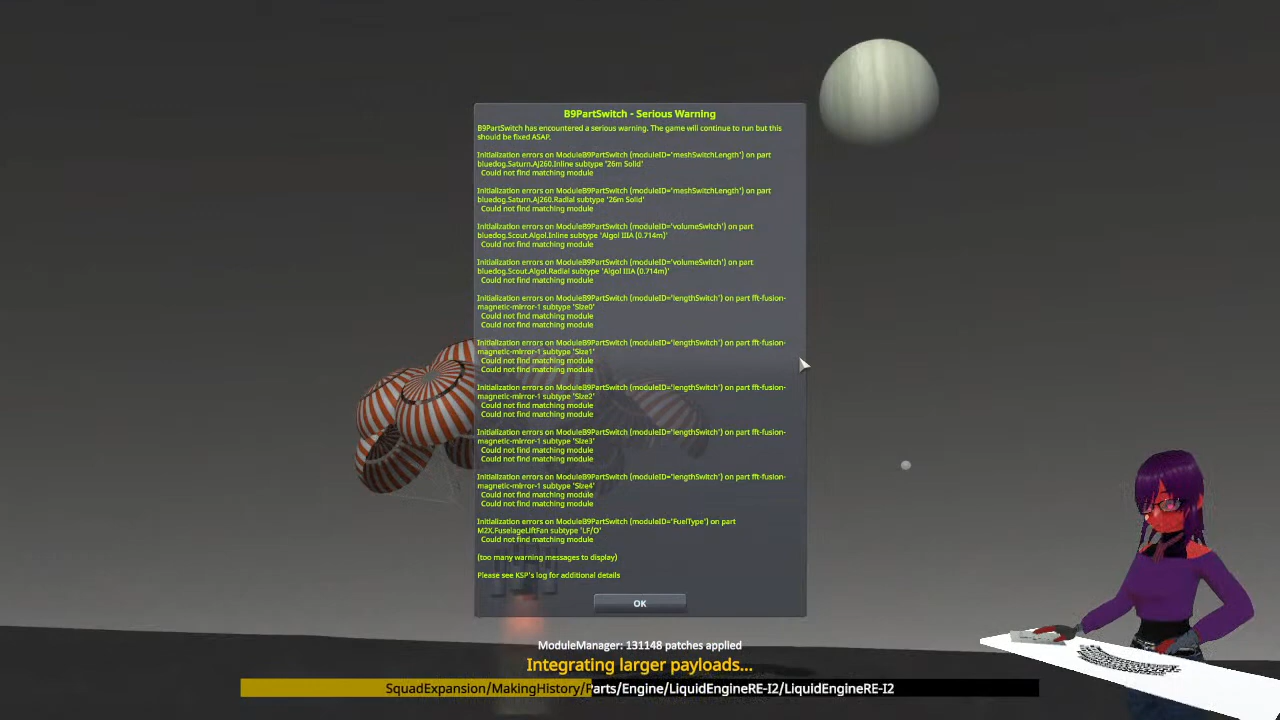 B9PartSwitch - Serious Warning
B9PartSwitch has encountered a serious warning. The game will continue to run but this
should be fixed ASAP.
Initialization errors on ModuleB9PartSwitch (moduleID='meshSwitchLength') on part
bluedog.Saturn.AJ260.Inline subtype '26m Solid'
Could not find matching module
Initialization errors on ModuleB9PartSwitch (moduleID='meshSwitchLength') on part
bluedog.Saturn.AJ260.Radial subtype '26m Solid'
Could not find matching module
Initialization errors on ModuleB9PartSwitch (moduleID='volumeSwitch') on part
bluedog.Scout.Algol.Inline subtype 'Algol IIIA (0.714m)'
Could not find matching module
Initialization errors on ModuleB9PartSwitch (moduleID='volumeSwitch') on part
bluedog.Scout.Algol.Radial subtype 'Algol IIIA (0.714m)'
Could not find matching module
Initialization errors on ModuleB9PartSwitch (moduleID='lengthSwitch') on part fft-fusion-
magnetic-mirror-1 subtype 'Size0'
Could not find matching module
Could not find matching module
Initialization errors on ModuleB9PartSwitch (moduleID='lengthSwitch') on part fft-fusion-
magnetic-mirror-1 subtype 'Size1'
Could not find matching module
Could not find matching module
Initialization errors on ModuleB9PartSwitch (moduleID='lengthSwitch') on part fft-fusion-
magnetic-mirror-1 subtype 'Size2'
Could not find matching module
Could not find matching module
Initialization errors on ModuleB9PartSwitch (moduleID='lengthSwitch') on part fft-fusion-
magnetic-mirror-1 subtype 'Size3'
Could not find matching module
Could not find matching module
Initialization errors on ModuleB9PartSwitch (moduleID='lengthSwitch') on part fft-fusion-
magnetic-mirror-1 subtype 'Size4'
Could not find matching module
Could not find matching module
Initialization errors on ModuleB9PartSwitch (moduleID='FuelType') on part
M2X.FuselageLiftFan subtype 'LF/O'
Could not find matching module
(too many warning messages to display)
Please see KSP's log for additional details
OK
ModuleManager: 131148 patches applied
Integrating larger payloads...
SquadExpansion/MakingHistory/Parts/Engine/LiquidEngineRE-I2/LiquidEngineRE-I2